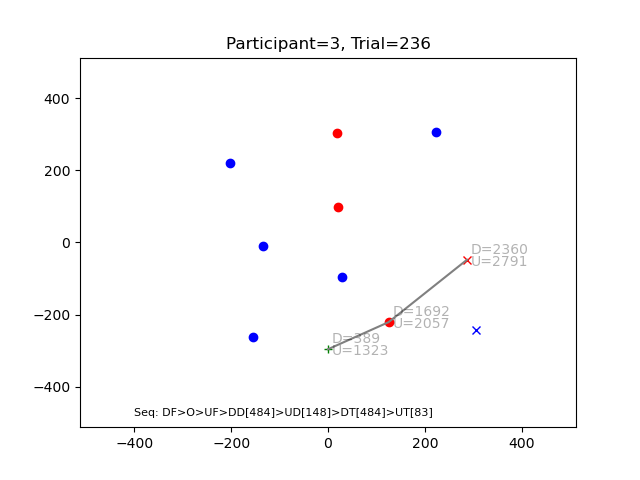 Participant=3, Trial=236
400
200
0
−200
−400
D=2360
U=2791
D=1692
U=2057
D=389
U=1323
Seq: DF>O>UF>DD[484]>UD[148]>DT[484]>UT[83]
−400 −200 0 200 400